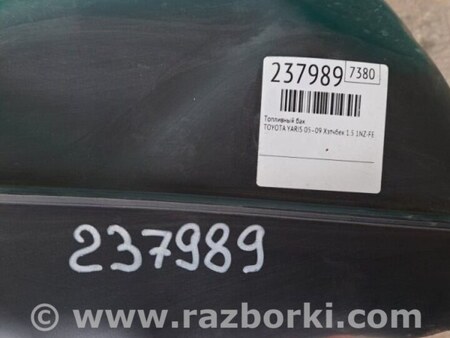 237989 7380
Топливный бак
TOYOTA YARIS 05-09 Хэтчбек 1.5 1NZ-FE
237989
© www.razborki.com